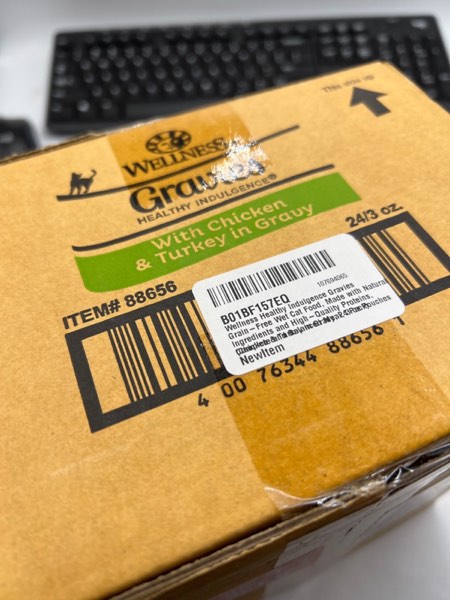 This side up
WELLNESS
Gravies
HEALTHY INDULGENCE®
With Chicken
& Turkey in Gravy
24/3 oz.
ITEM# 88656
107694065
B01BF157EQ
Wellness Healthy Indulgence Gravies
Grain-Free Wet Cat Food, Made with Natural
Ingredients and High-Quality Proteins,
Pouches
NewItem
4 00 76344 88656 1